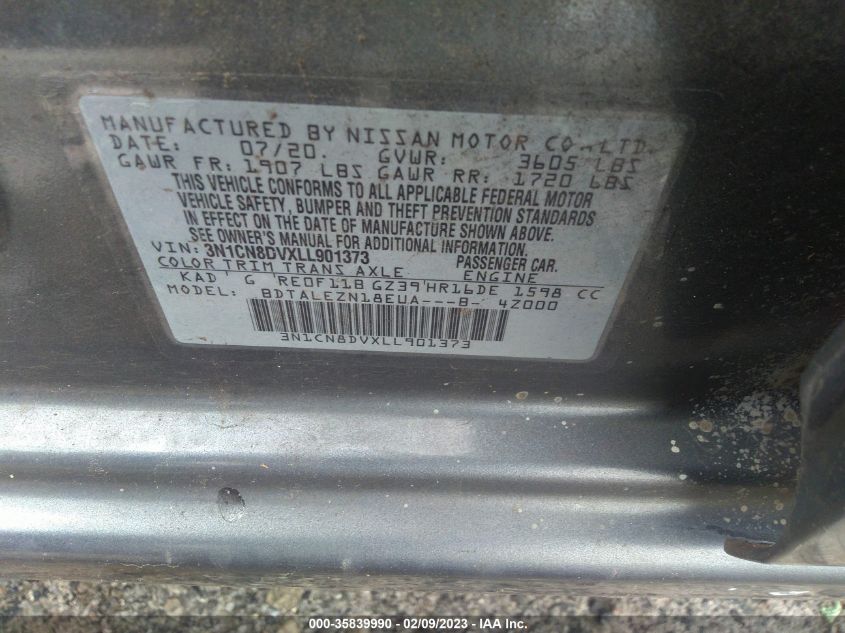 MANUFACTURED BY NISSAN MOTOR CO.,LTD.
DATE: 07/20. GVWR: 3605 LBS
GAWR FR: 1907 LBS GAWR RR: 1720 LBS
THIS VEHICLE CONFORMS TO ALL APPLICABLE FEDERAL MOTOR
VEHICLE SAFETY, BUMPER AND THEFT PREVENTION STANDARDS
IN EFFECT ON THE DATE OF MANUFACTURE SHOWN ABOVE.
SEE OWNER'S MANUAL FOR ADDITIONAL INFORMATION.
VIN: 3N1CN8DVXLL901373 PASSENGER CAR.
COLOR TRIM TRANS AXLE ENGINE
KAD G RE0F11B GZ39 HR16DE 1598 CC
MODEL: BDTALEZN18EUA---B- 4Z000
3N1CN8DVXLL901373
000-35839990 - 02/09/2023 - IAA Inc.